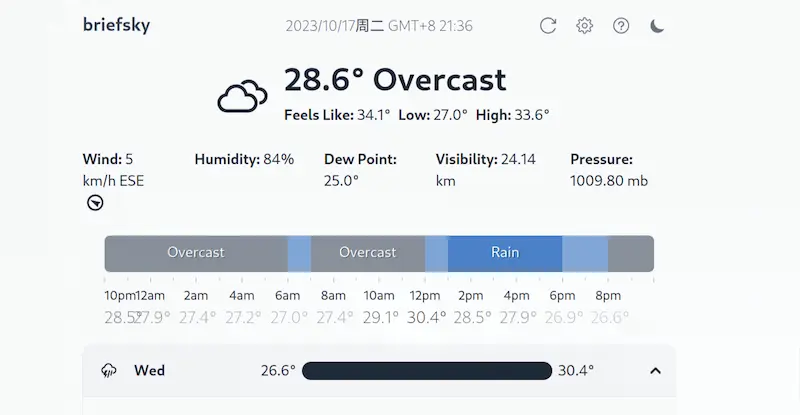 briefsky
2023/10/17周二 GMT+8 21:36
28.6° Overcast
Feels Like: 34.1° Low: 27.0° High: 33.6°
Wind: 5 km/h ESE
Humidity: 84%
Dew Point: 25.0°
Visibility: 24.14 km
Pressure: 1009.80 mb
Overcast Overcast Rain
10pm 12am 2am 4am 6am 8am 10am 12pm 2pm 4pm 6pm 8pm
28.5° 27.9° 27.4° 27.2° 27.0° 27.4° 29.1° 30.4° 28.5° 27.9° 26.9° 26.6°
Wed 26.6° 30.4°